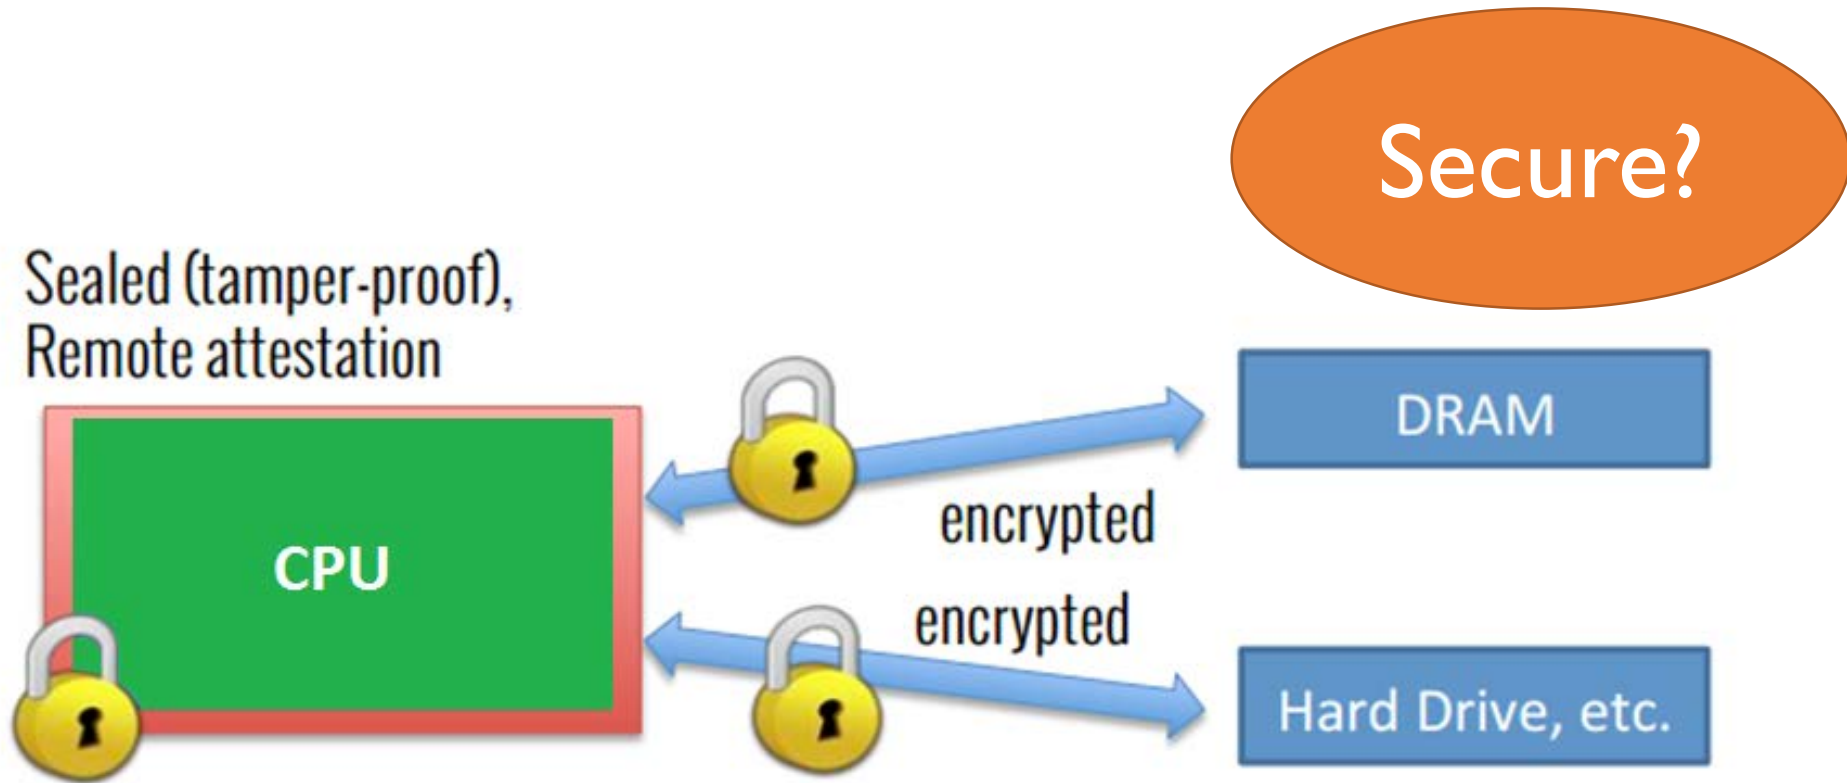 Secure?
Sealed (tamper-proof),
Remote attestation
DRAM
encrypted
CPU
encrypted
Hard Drive, etc.